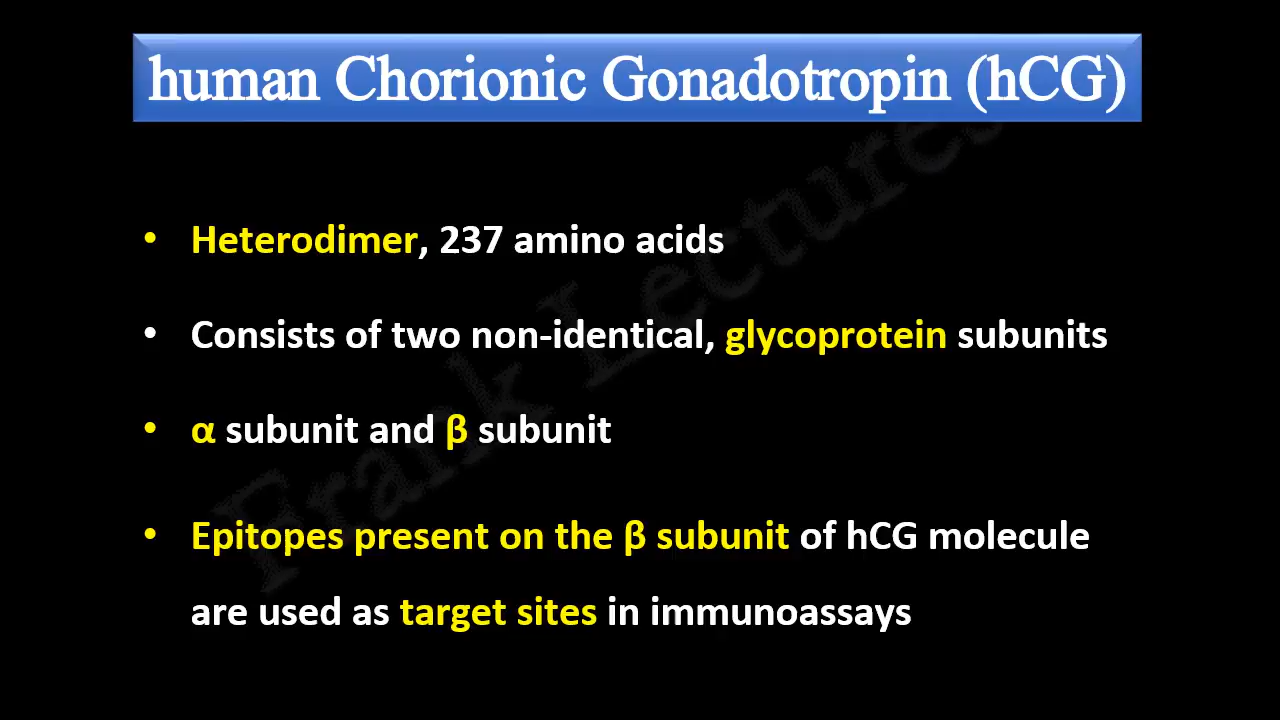 human Chorionic Gonadotropin (hCG)
Frank Lectures
• Heterodimer, 237 amino acids
• Consists of two non-identical, glycoprotein subunits
• α subunit and β subunit
• Epitopes present on the β subunit of hCG molecule
are used as target sites in immunoassays